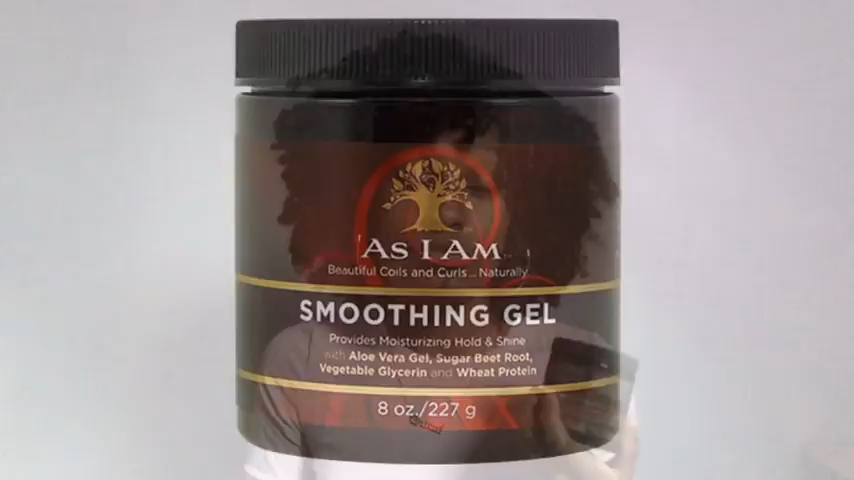 AS I AM
Beautiful Coils and Curls... Naturally
SMOOTHING GEL
Provides Moisturizing Hold & Shine
with Aloe Vera Gel, Sugar Beet Root,
Vegetable Glycerin and Wheat Protein
8 oz./227 g